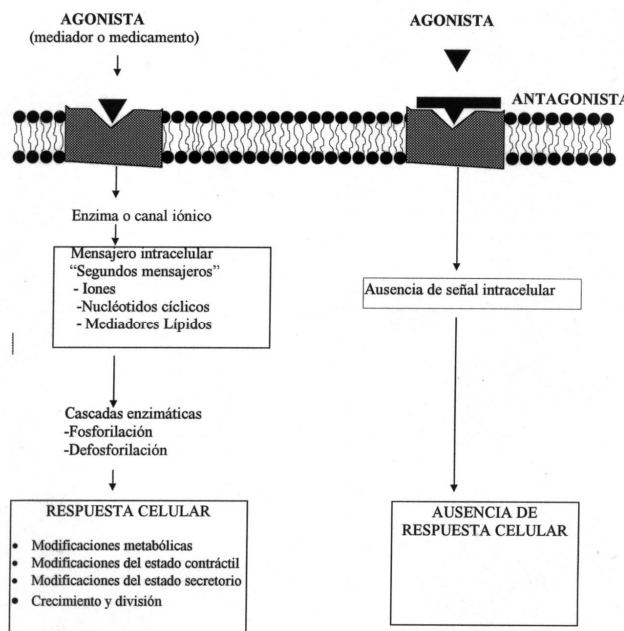 AGONISTA
(mediador o medicamento)
Enzima o canal iónico
Mensajero intracelular
“Segundos mensajeros”
- Iones
-Nucléotidos cíclicos
- Mediadores Lípidos
Cascadas enzimáticas
-Fosforilación
-Defosforilación
RESPUESTA CELULAR
• Modificaciones metabólicas
• Modificaciones del estado contráctil
• Modificaciones del estado secretorio
• Crecimiento y división
AGONISTA
ANTAGONISTA
Ausencia de señal intracelular
AUSENCIA DE
RESPUESTA CELULAR